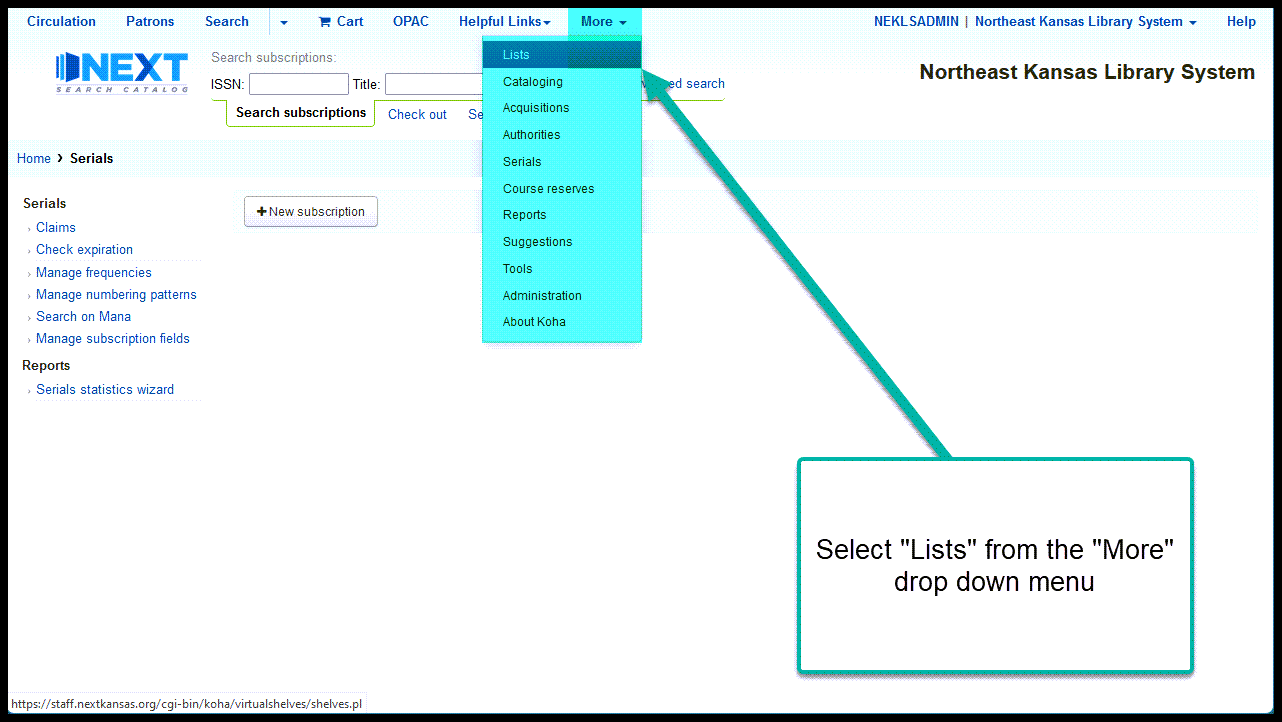 Circulation Patrons Search Cart OPAC Helpful Links More NEKLSADMIN | Northeast Kansas Library System Help
NEXT
SEARCH CATALOG
Search subscriptions:
ISSN: Title:
search
Search subscriptions Check out
Northeast Kansas Library System
Lists
Cataloging
Acquisitions
Authorities
Serials
Course reserves
Reports
Suggestions
Tools
Administration
About Koha
Home › Serials
Serials
Claims
Check expiration
Manage frequencies
Manage numbering patterns
Search on Mana
Manage subscription fields
Reports
Serials statistics wizard
New subscription
Select "Lists" from the "More"
drop down menu
https://staff.nextkansas.org/cgi-bin/koha/virtualshelves/shelves.pl